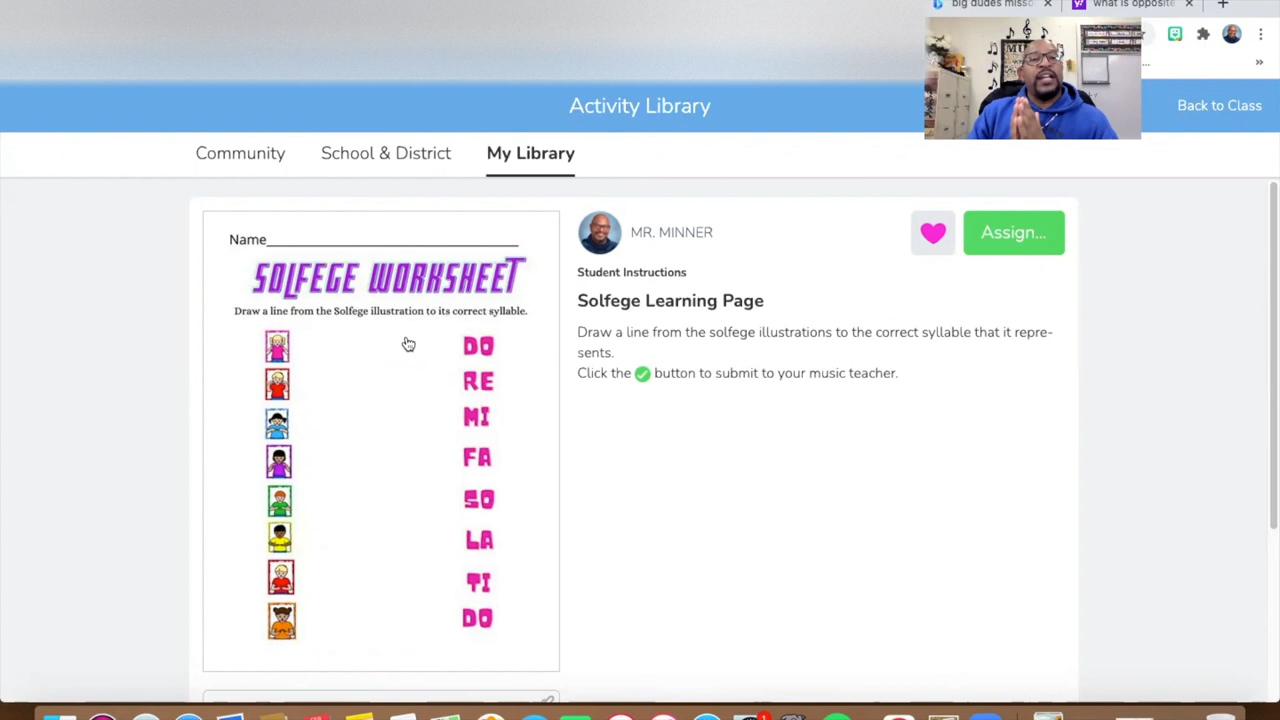 big dudes misso
what is opposite
Activity Library
Back to Class
Community
School & District
My Library
Name
SOLFEGE WORKSHEET
Draw a line from the Solfege illustration to its correct syllable.
DO
RE
MI
FA
SO
LA
TI
DO
MR. MINNER
Assign...
Student Instructions
Solfege Learning Page
Draw a line from the solfege illustrations to the correct syllable that it repre-
sents.
Click the button to submit to your music teacher.